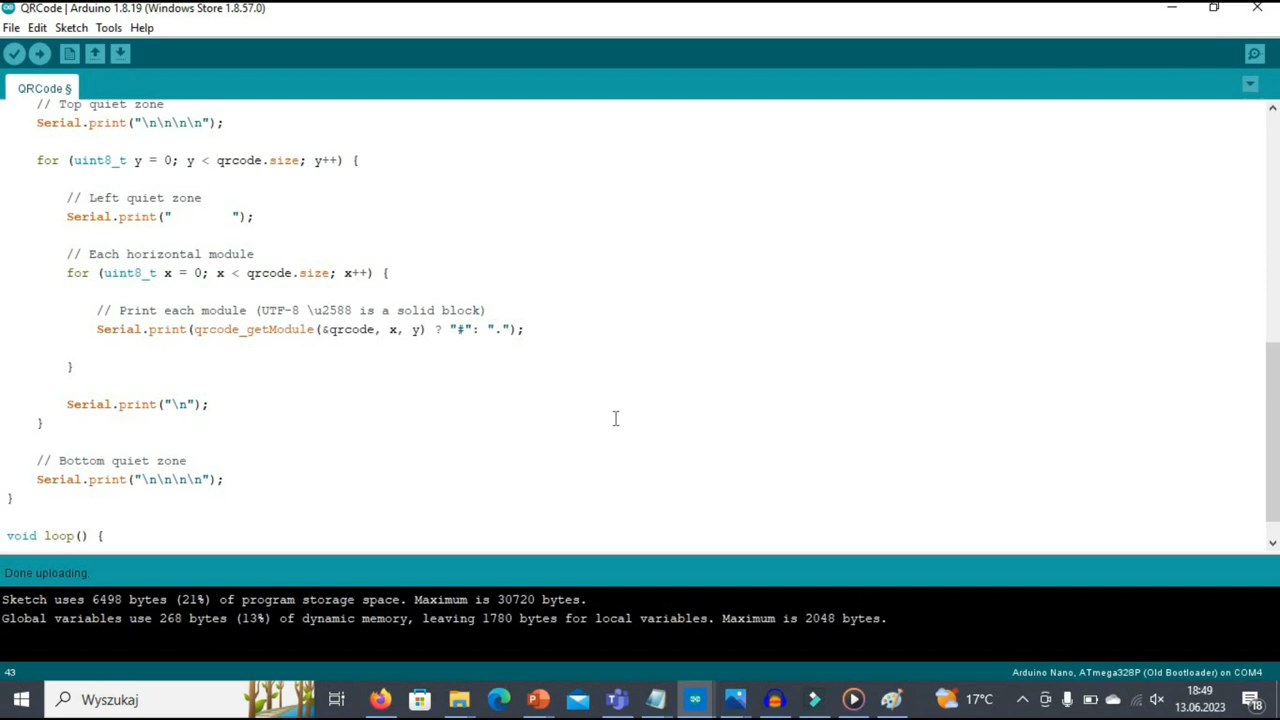 QRCode | Arduino 1.8.19 (Windows Store 1.8.57.0)
File Edit Sketch Tools Help
QRCode §
// Top quiet zone
Serial.print("\n\n\n\n");
for (uint8_t y = 0; y < qrcode.size; y++) {
// Left quiet zone
Serial.print("        ");
// Each horizontal module
for (uint8_t x = 0; x < qrcode.size; x++) {
// Print each module (UTF-8 \u2588 is a solid block)
Serial.print(qrcode_getModule(&qrcode, x, y) ? "#": ".");
}
Serial.print("\n");
}
// Bottom quiet zone
Serial.print("\n\n\n\n");
}
void loop() {
Done uploading.
Sketch uses 6498 bytes (21%) of program storage space. Maximum is 30720 bytes.
Global variables use 268 bytes (13%) of dynamic memory, leaving 1780 bytes for local variables. Maximum is 2048 bytes.
43
Arduino Nano, ATmega328P (Old Bootloader) on COM4
Wyszukaj
17°C
18:49
13.06.2023
18